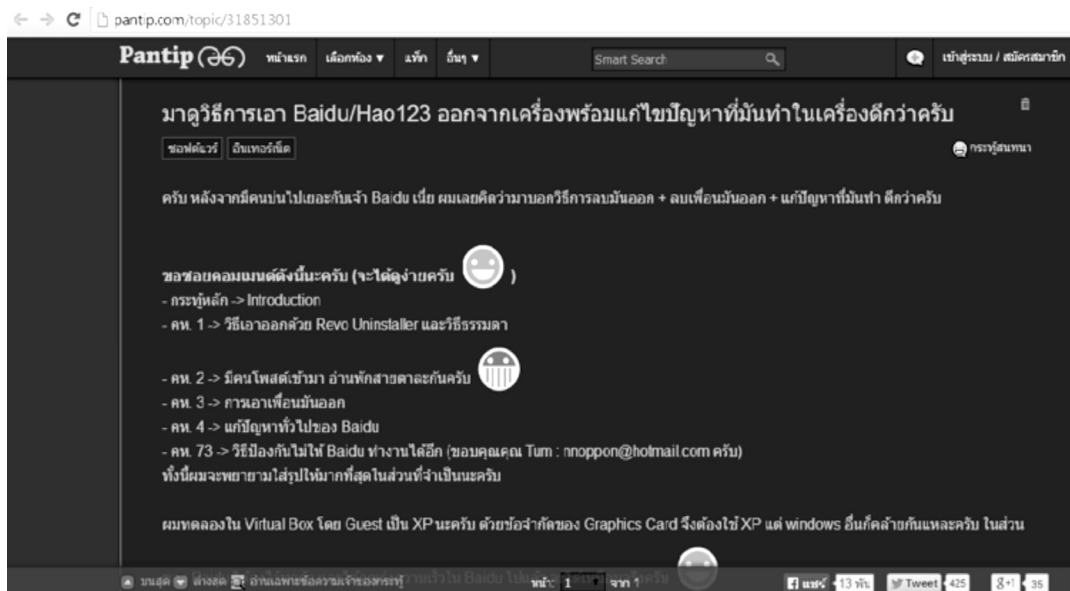 pantip.com/topic/31851301
Pantip หน้าแรก เลือกห้อง ▼ แท็ก อื่นๆ ▼ Smart Search เข้าสู่ระบบ / สมัครสมาชิก
มาดูวิธีการเอา Baidu/Hao123 ออกจากเครื่องพร้อมแก้ไขปัญหาที่มันทำในเครื่องดีกว่าครับ
ซอฟต์แวร์ อินเทอร์เน็ต กระทู้สนทนา
ครับ หลังจากมีคนบ่นไปเยอะกับเจ้า Baidu เนี่ย ผมเลยคิดว่ามาบอกวิธีการลบมันออก + ลบเพื่อนมันออก + แก้ปัญหาที่มันทำ ดีกว่าครับ
ขอซอยคอมเมนต์ดังนี้นะครับ (จะได้ดูง่ายครับ )
- กระทู้หลัก -> Introduction
- คห. 1 -> วิธีเอาออกด้วย Revo Uninstaller และวิธีธรรมดา
- คห. 2 -> มีคนโพสต์เข้ามา อ่านพักสายตาละกันครับ
- คห. 3 -> การเอาเพื่อนมันออก
- คห. 4 -> แก้ปัญหาทั่วไปของ Baidu
- คห. 73 -> วิธีป้องกันไม่ให้ Baidu ทำงานได้อีก (ขอบคุณคุณ Tum : nnoppon@hotmail.com ครับ)
ทั้งนี้ผมจะพยายามใส่รูปให้มากที่สุดในส่วนที่จำเป็นนะครับ
ผมทดลองใน Virtual Box โดย Guest เป็น XP นะครับ ด้วยข้อจำกัดของ Graphics Card จึงต้องใช้ XP แต่ windows อื่นก็คล้ายกันแหละครับ ในส่วน
บนสุด ล่างสุด อ่านเฉพาะข้อความเจ้าของกระทู้ หน้า: 1 จาก 1 แชร์ 13 พัน Tweet 425 g+1 35